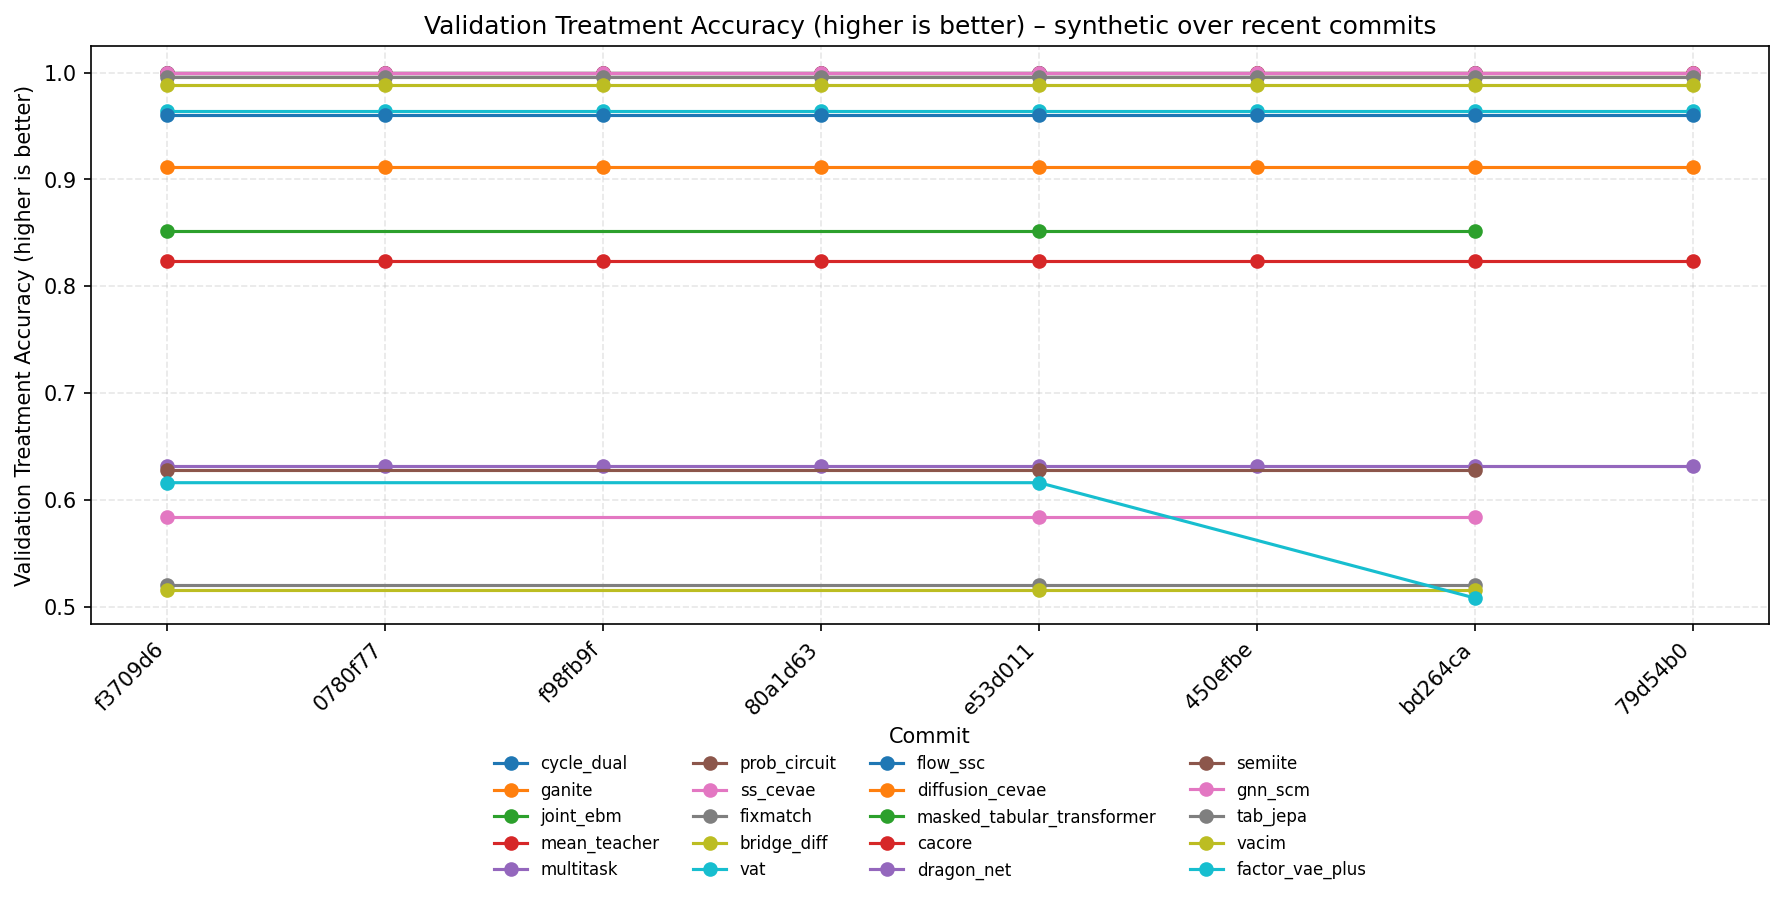 Validation Treatment Accuracy (higher is better) – synthetic over recent commits
Validation Treatment Accuracy (higher is better)
1.0
0.9
0.8
0.7
0.6
0.5
f3709d6
0780f77
f98fb9f
80a1d63
e53d011
450efbe
bd264ca
79d54b0
Commit
cycle_dual
ganite
joint_ebm
mean_teacher
multitask
prob_circuit
ss_cevae
fixmatch
bridge_diff
vat
flow_ssc
diffusion_cevae
masked_tabular_transformer
cacore
dragon_net
semiite
gnn_scm
tab_jepa
vacim
factor_vae_plus